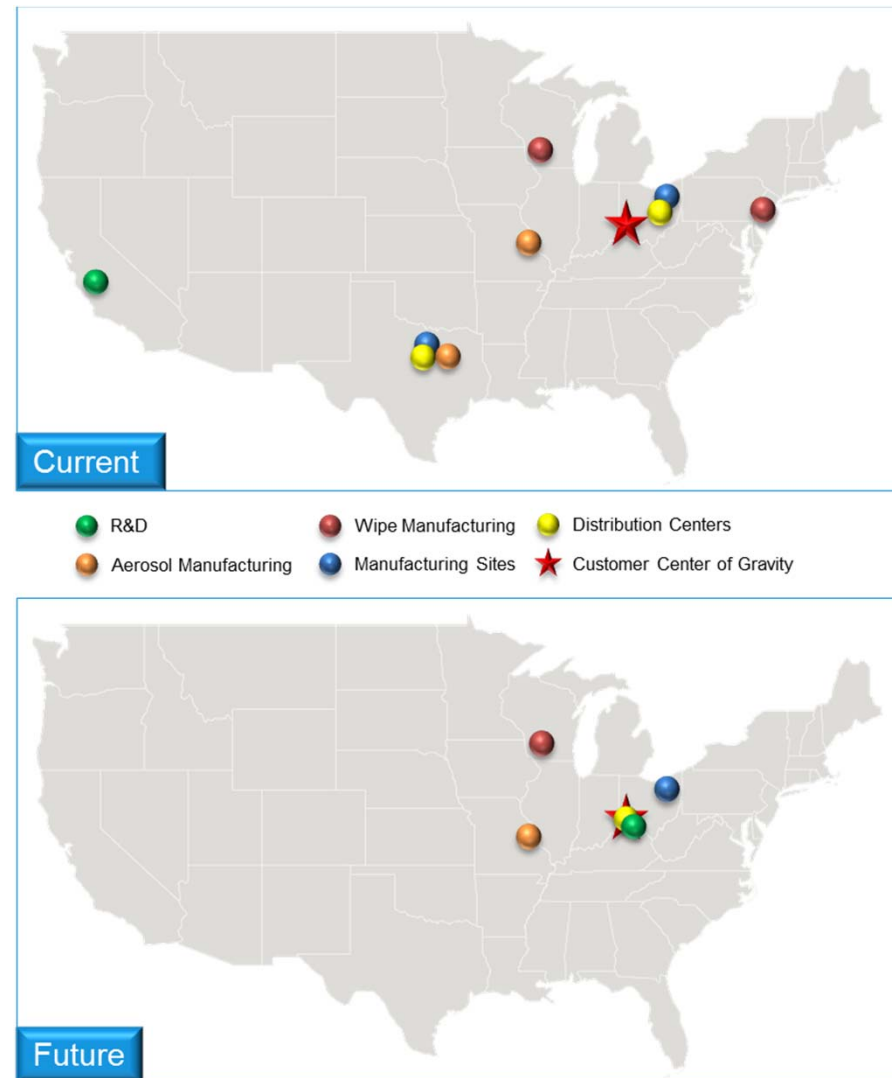 Current
R&D
Wipe Manufacturing
Distribution Centers
Aerosol Manufacturing
Manufacturing Sites
Customer Center of Gravity
Future